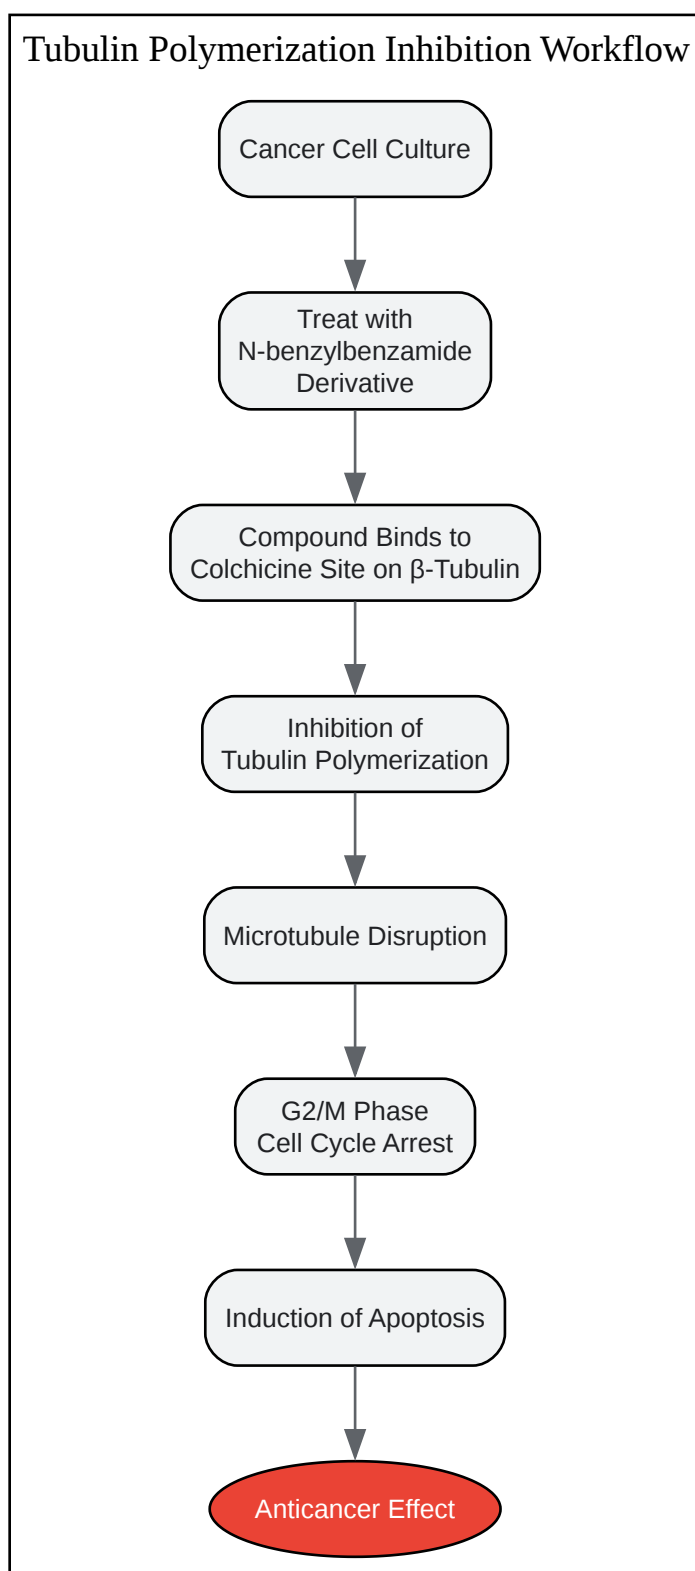 Tubulin Polymerization Inhibition Workflow
Cancer Cell Culture
Treat with
N-benzylbenzamide
Derivative
Compound Binds to
Colchicine Site on β-Tubulin
Inhibition of
Tubulin Polymerization
Microtubule Disruption
G2/M Phase
Cell Cycle Arrest
Induction of Apoptosis
Anticancer Effect